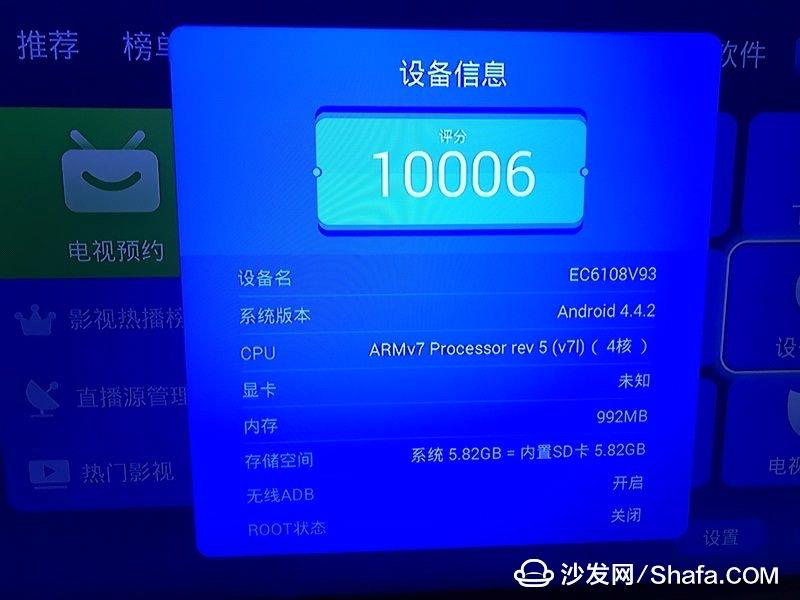 推荐
榜单
软件
设备信息
评分
10006
设备名 EC6108V93
系统版本 Android 4.4.2
CPU ARMv7 Processor rev 5 (v7l) ( 4核 )
显卡 未知
内存 992MB
存储空间 系统 5.82GB = 内置SD卡 5.82GB
无线ADB 开启
ROOT状态 关闭
电视预约
影视热播榜
直播源管理
热门影视
设
电视
设置
沙发网/Shafa.COM